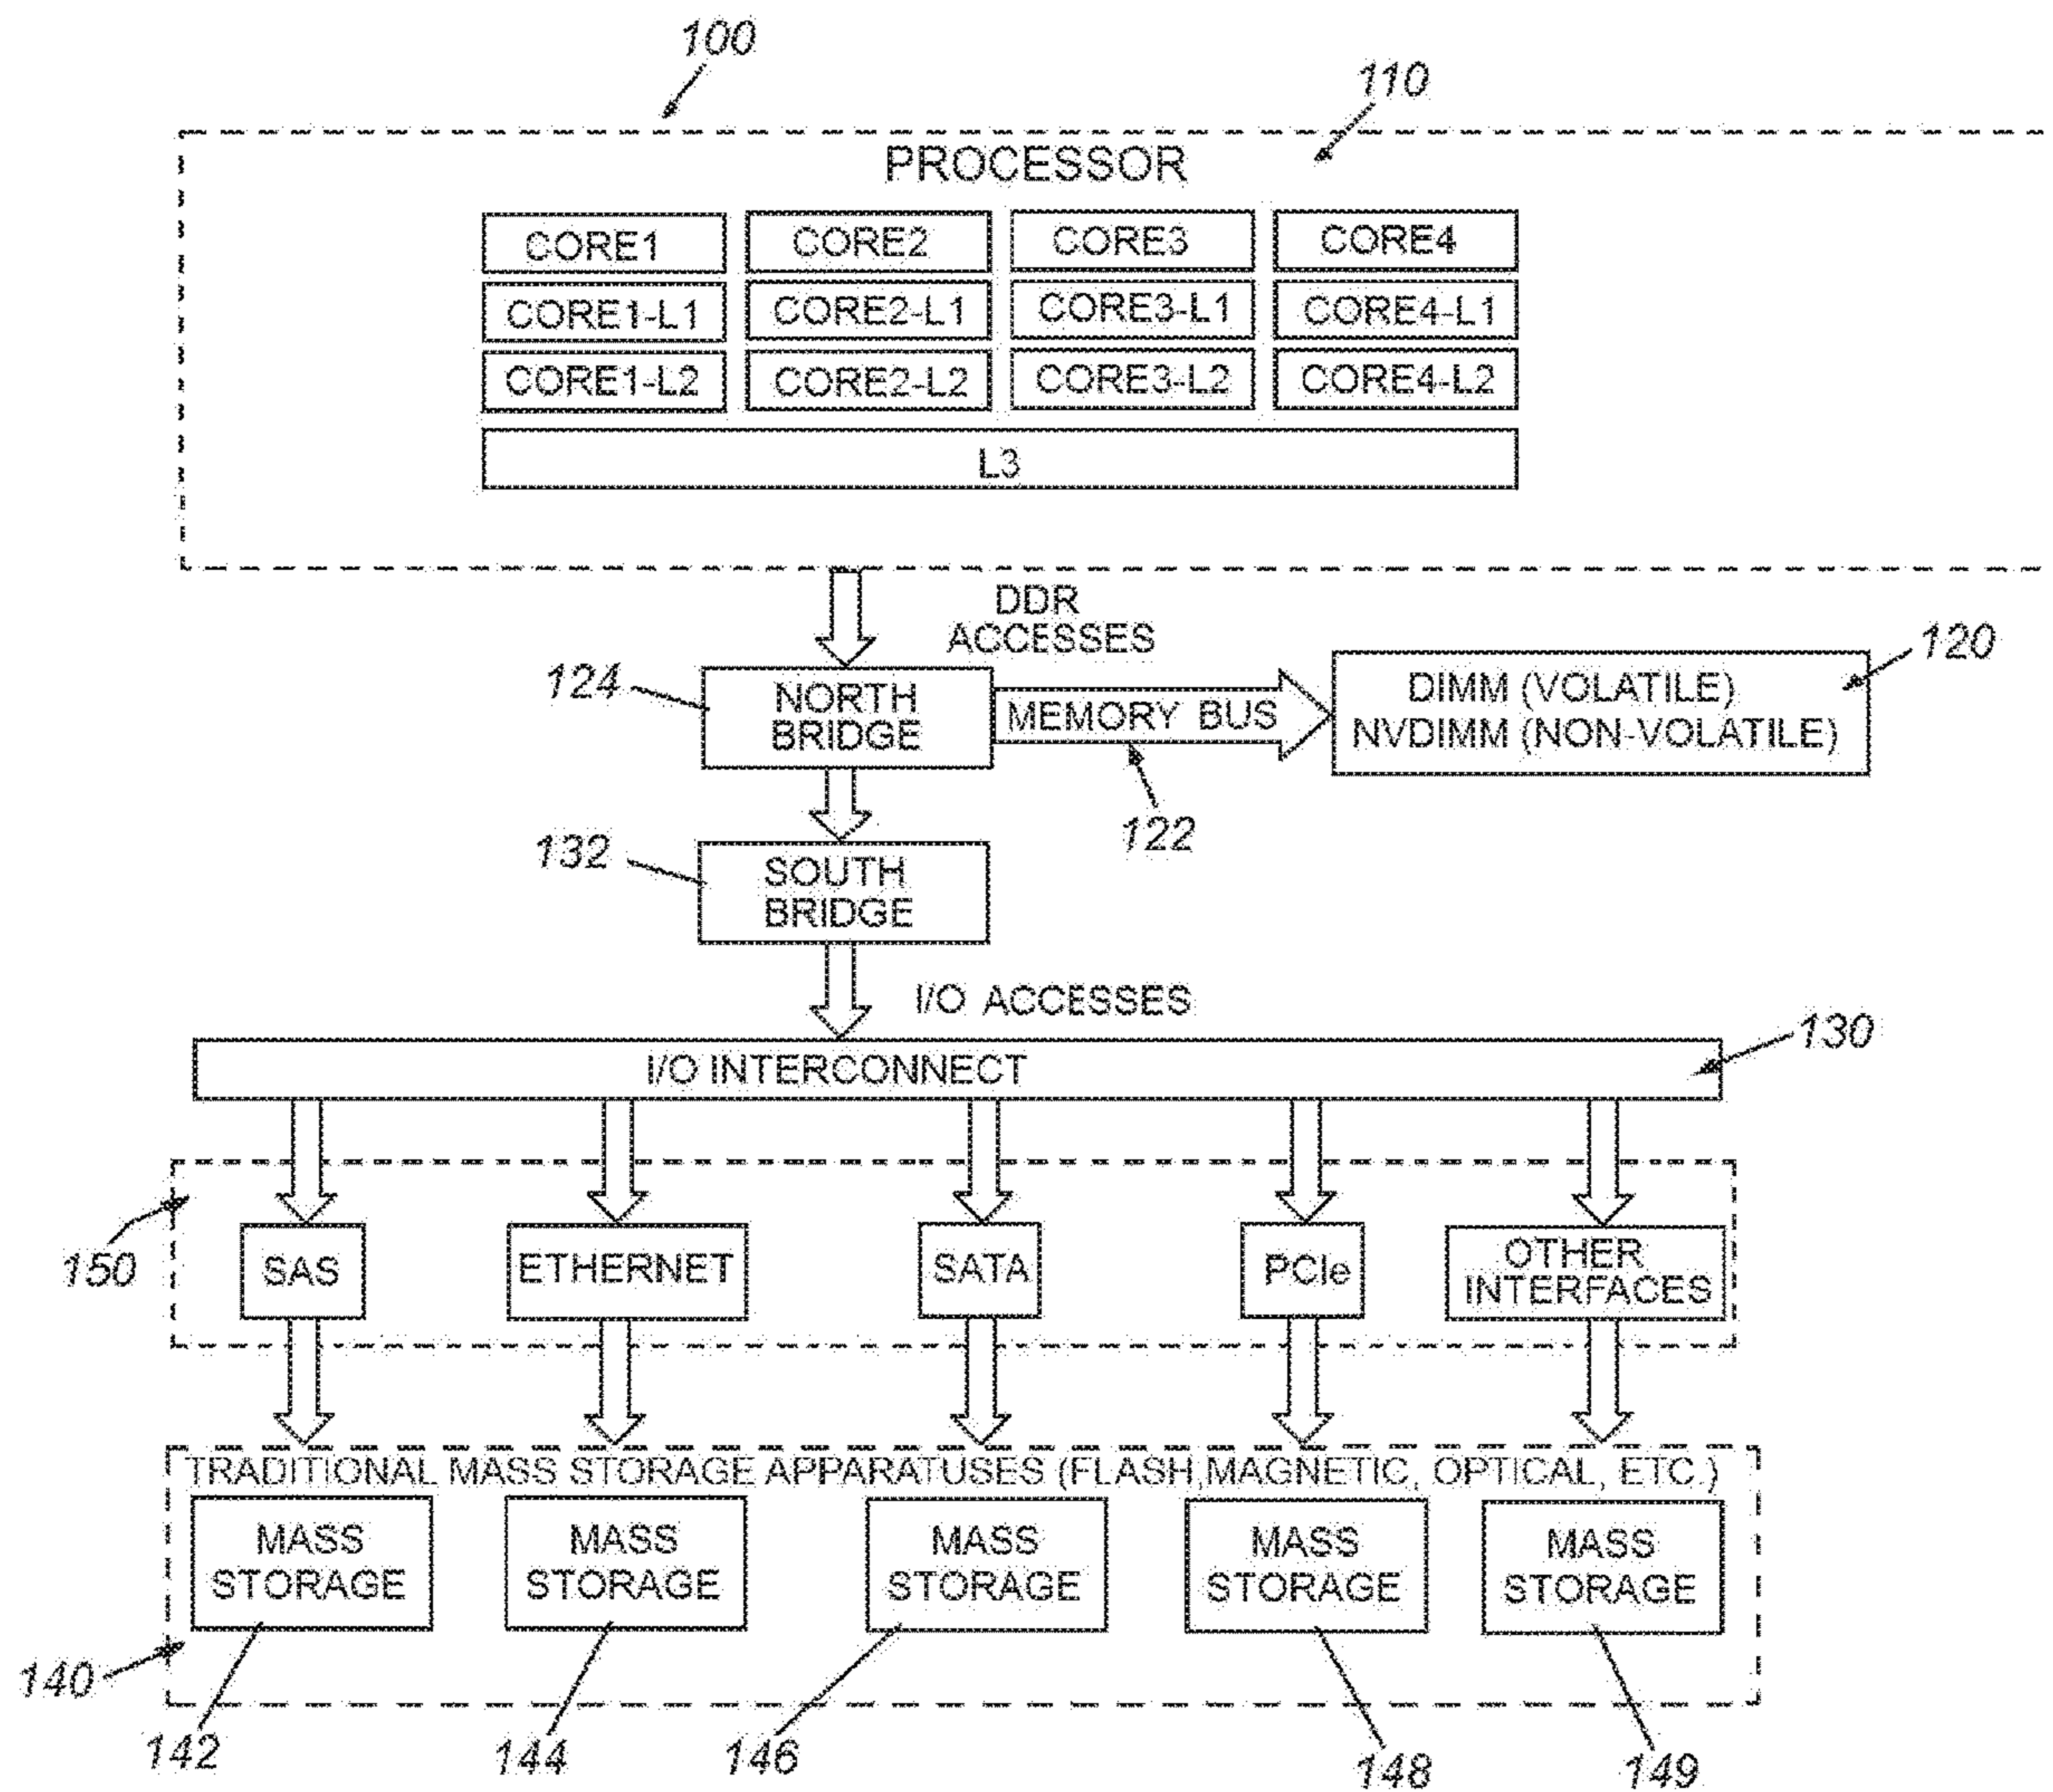 100
110
PROCESSOR
CORE1 CORE2 CORE3 CORE4
CORE1-L1 CORE2-L1 CORE3-L1 CORE4-L1
CORE1-L2 CORE2-L2 CORE3-L2 CORE4-L2
L3
DDR
ACCESSES
124
NORTH
BRIDGE
MEMORY BUS
DIMM (VOLATILE)
NVDIMM (NON-VOLATILE)
120
122
132
SOUTH
BRIDGE
I/O ACCESSES
130
I/O INTERCONNECT
150
SAS
ETHERNET
SATA
PCIe
OTHER
INTERFACES
TRADITIONAL MASS STORAGE APPARATUSES (FLASH,MAGNETIC, OPTICAL, ETC.)
MASS
STORAGE
MASS
STORAGE
MASS
STORAGE
MASS
STORAGE
MASS
STORAGE
140
142
144
146
148
149